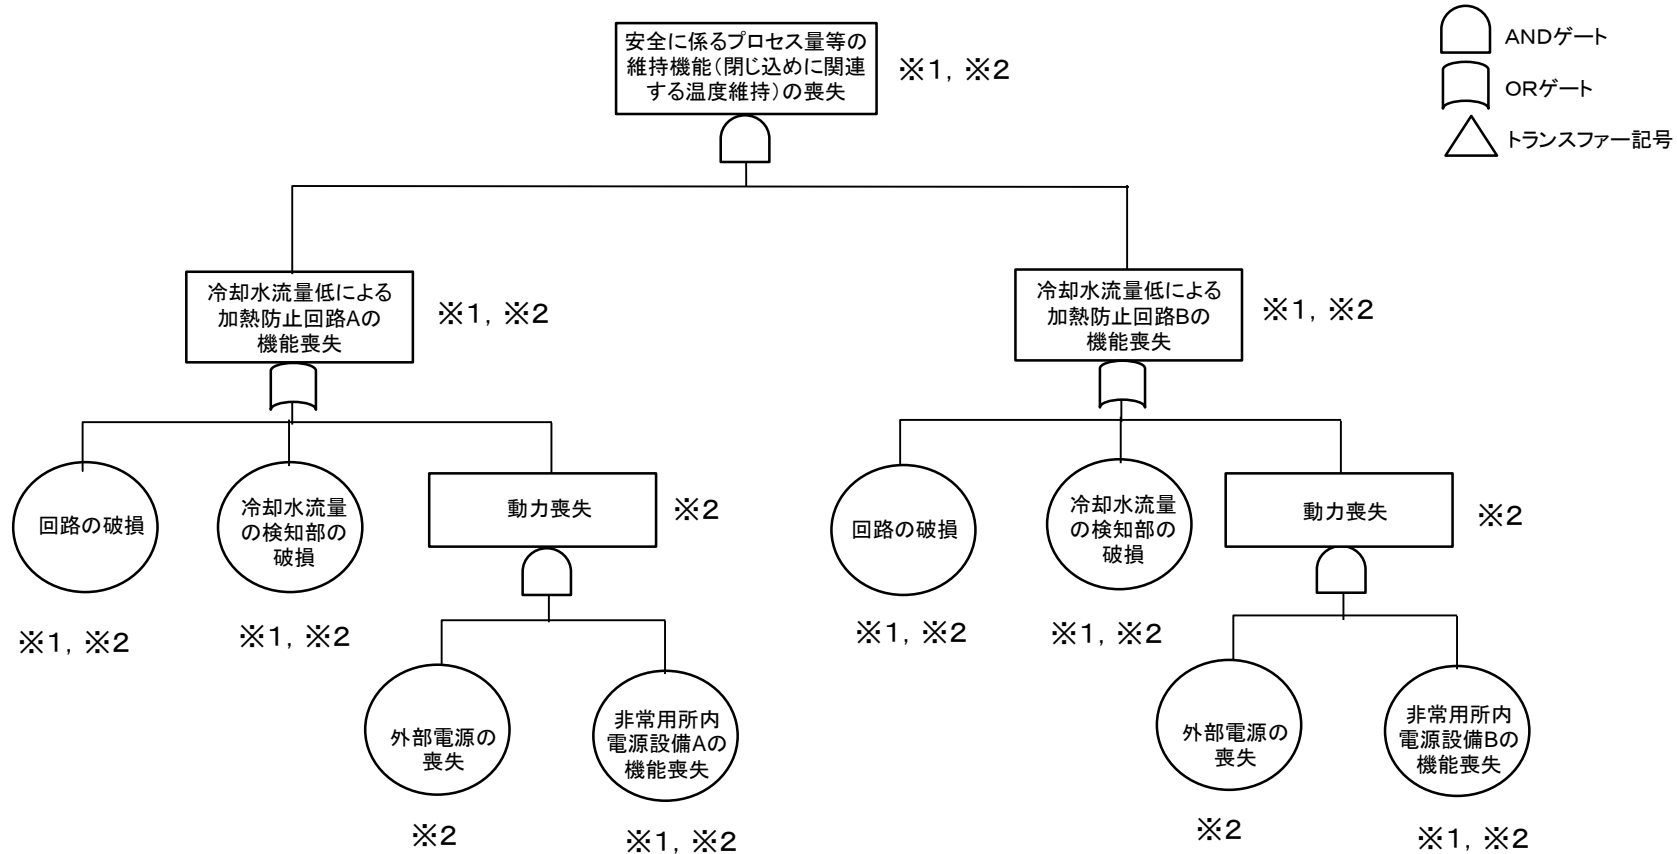 安全に係るプロセス量等の
維持機能(閉じ込めに関連
する温度維持)の喪失
※1, ※2
ANDゲート
ORゲート
トランスファー記号
冷却水流量低による
加熱防止回路Aの
機能喪失
※1, ※2
冷却水流量低による
加熱防止回路Bの
機能喪失
※1, ※2
回路の破損
※1, ※2
冷却水流量
の検知部の
破損
※1, ※2
動力喪失
※2
回路の破損
※1, ※2
冷却水流量
の検知部の
破損
※1, ※2
動力喪失
※2
外部電源の
喪失
※2
非常用所内
電源設備Aの
機能喪失
※1, ※2
外部電源の
喪失
※2
非常用所内
電源設備Bの
機能喪失
※1, ※2